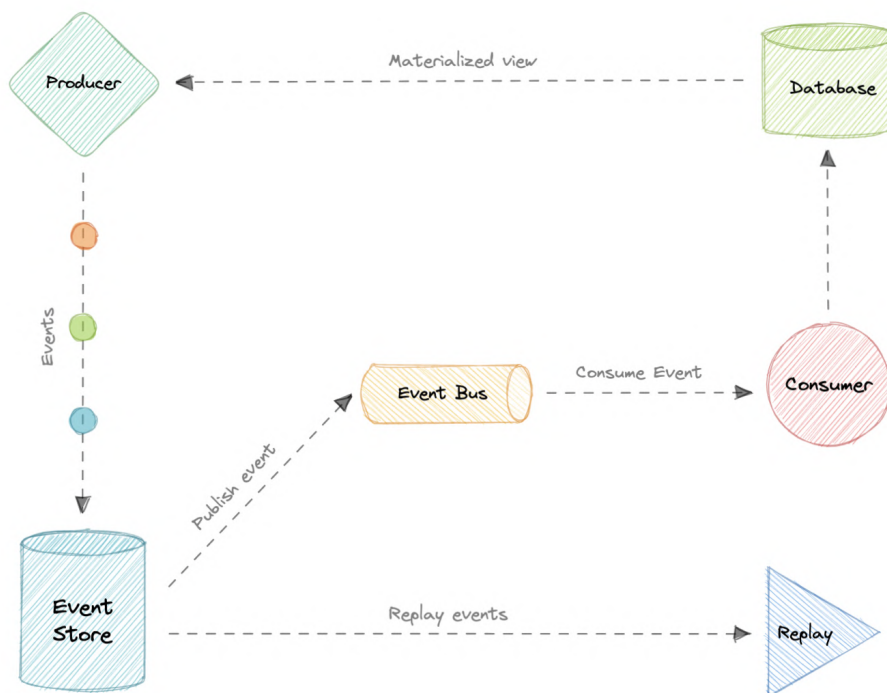 Producer
Materialized view
Database
Events
Event Bus
Consume Event
Consumer
Publish event
Event
Store
Replay events
Replay